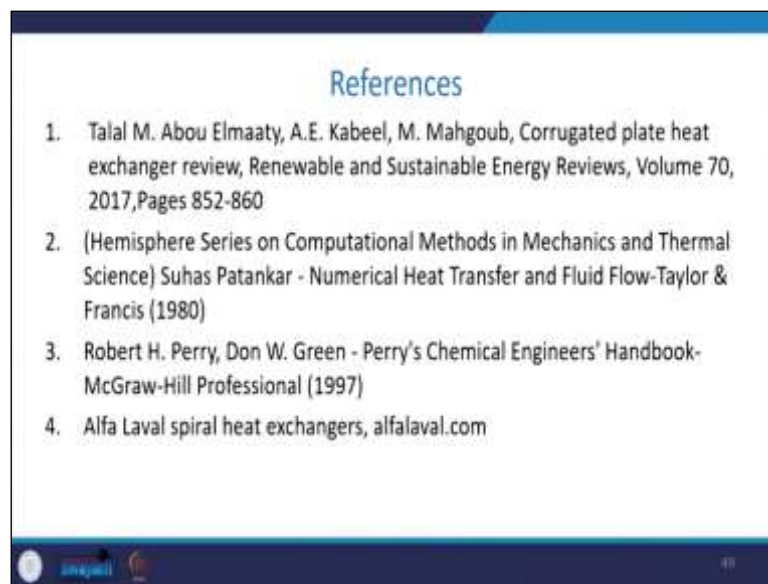 References
1. Talal M. Abou Elmaaty, A.E. Kabeel, M. Mahgoub, Corrugated plate heat
exchanger review, Renewable and Sustainable Energy Reviews, Volume 70,
2017,Pages 852-860
2. (Hemisphere Series on Computational Methods in Mechanics and Thermal
Science) Suhas Patankar - Numerical Heat Transfer and Fluid Flow-Taylor &
Francis (1980)
3. Robert H. Perry, Don W. Green - Perry's Chemical Engineers' Handbook-
McGraw-Hill Professional (1997)
4. Alfa Laval spiral heat exchangers, alfalaval.com